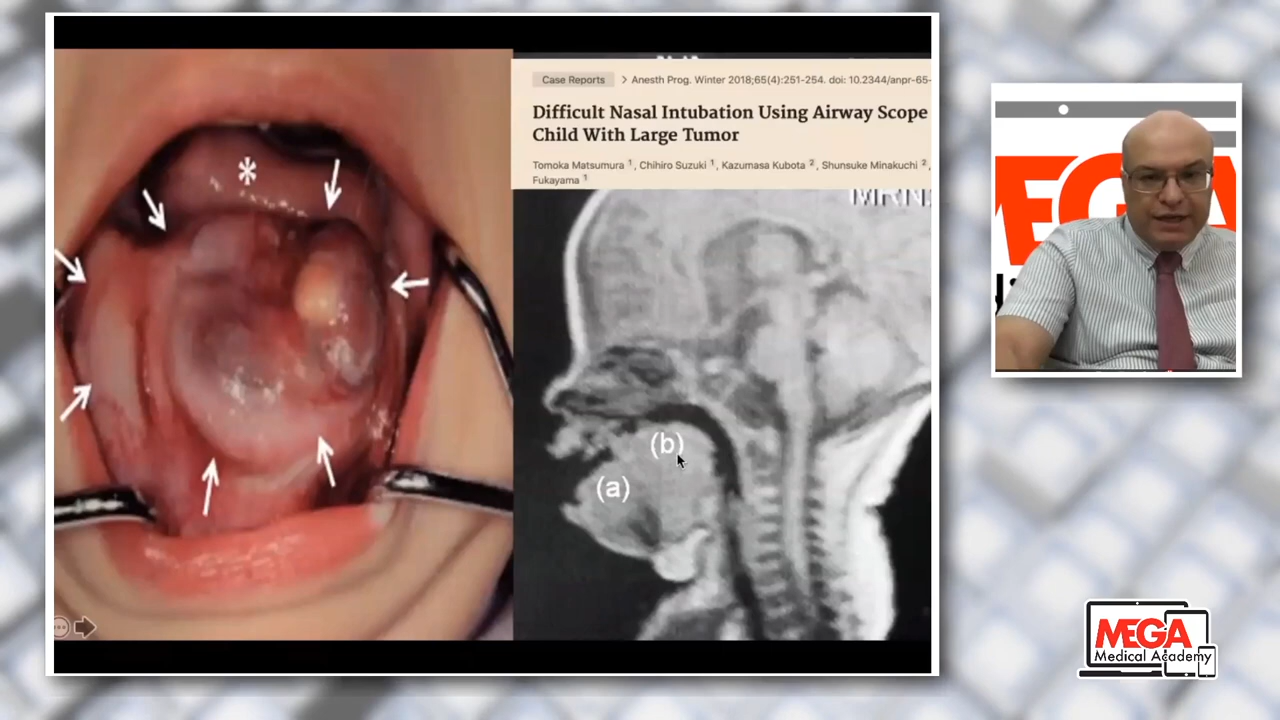 Case Reports > Anesth Prog. Winter 2018;65(4):251-254. doi: 10.2344/anpr-65-
Difficult Nasal Intubation Using Airway Scope
Child With Large Tumor
Tomoka Matsumura 1, Chihiro Suzuki 1, Kazumasa Kubota 2, Shunsuke Minakuchi 2,
Fukayama 1
*
(b)
(a)
MEGA
Medical Academy